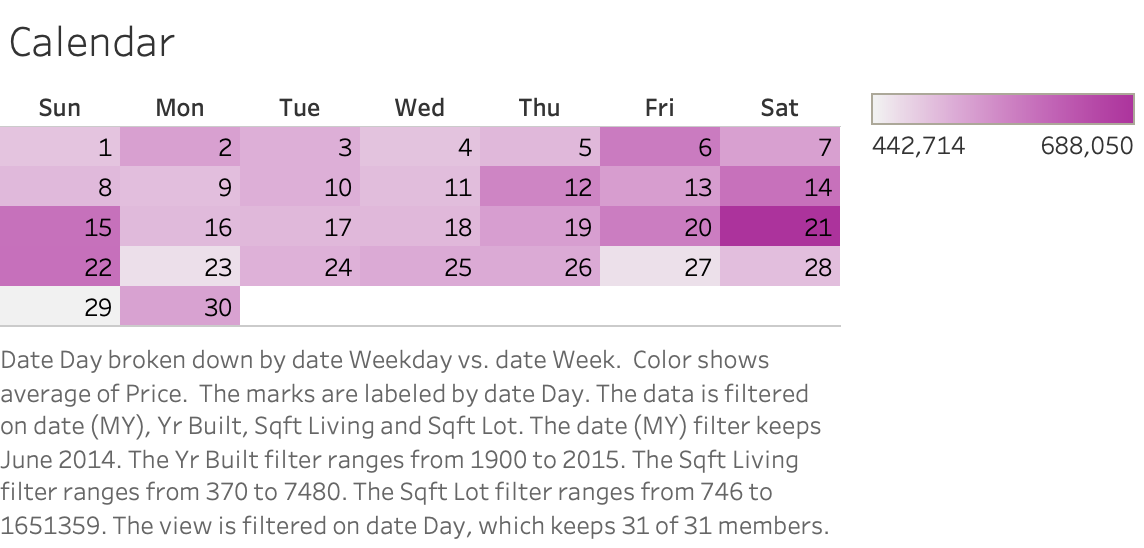 Calendar
Sun Mon Tue Wed Thu Fri Sat
1 2 3 4 5 6 7
442,714 688,050
8 9 10 11 12 13 14
15 16 17 18 19 20 21
22 23 24 25 26 27 28
29 30
Date Day broken down by date Weekday vs. date Week.  Color shows
average of Price.  The marks are labeled by date Day. The data is filtered
on date (MY), Yr Built, Sqft Living and Sqft Lot. The date (MY) filter keeps
June 2014. The Yr Built filter ranges from 1900 to 2015. The Sqft Living
filter ranges from 370 to 7480. The Sqft Lot filter ranges from 746 to
1651359. The view is filtered on date Day, which keeps 31 of 31 members.